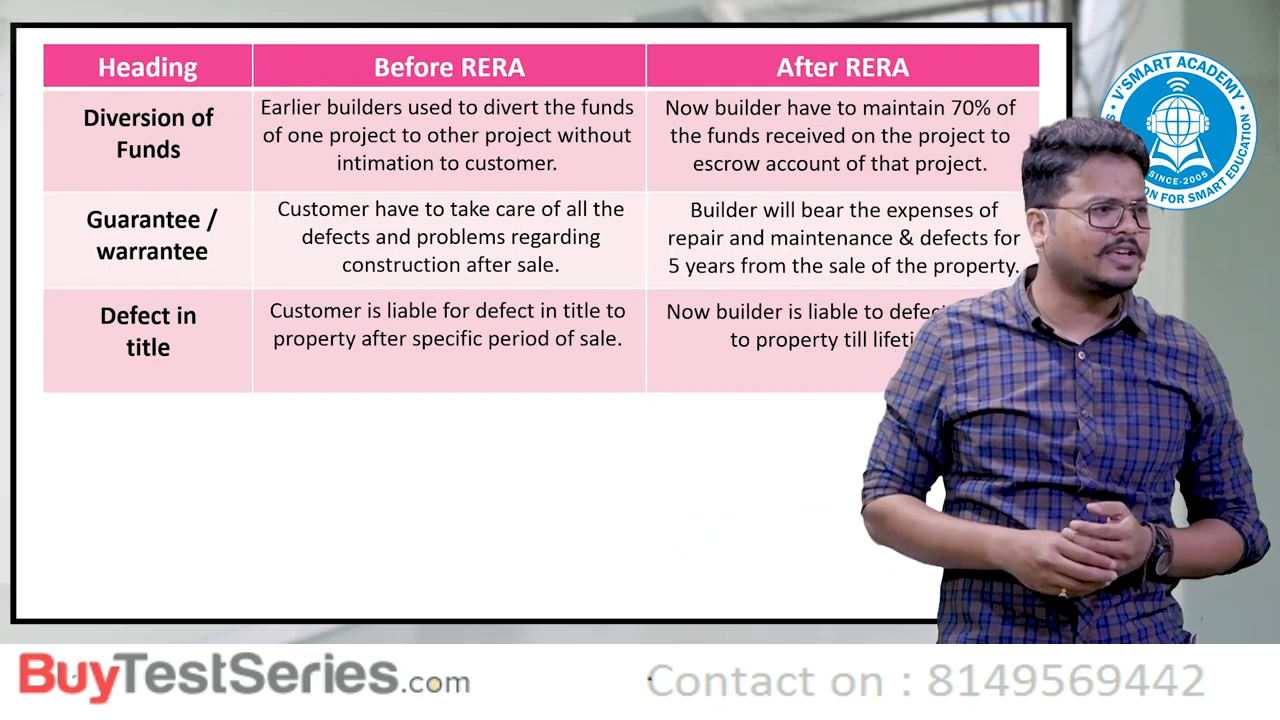 Heading Before RERA After RERA
Diversion of
Funds
Earlier builders used to divert the funds
of one project to other project without
intimation to customer.
Now builder have to maintain 70% of
the funds received on the project to
escrow account of that project.
Guarantee /
warrantee
Customer have to take care of all the
defects and problems regarding
construction after sale.
Builder will bear the expenses of
repair and maintenance & defects for
5 years from the sale of the property.
Defect in
title
Customer is liable for defect in title to
property after specific period of sale.
Now builder is liable to
to property till
V'SMART ACADEMY
SINCE-2005
FOR SMART EDUCATION
BuyTestSeries.com
Contact on : 8149569442